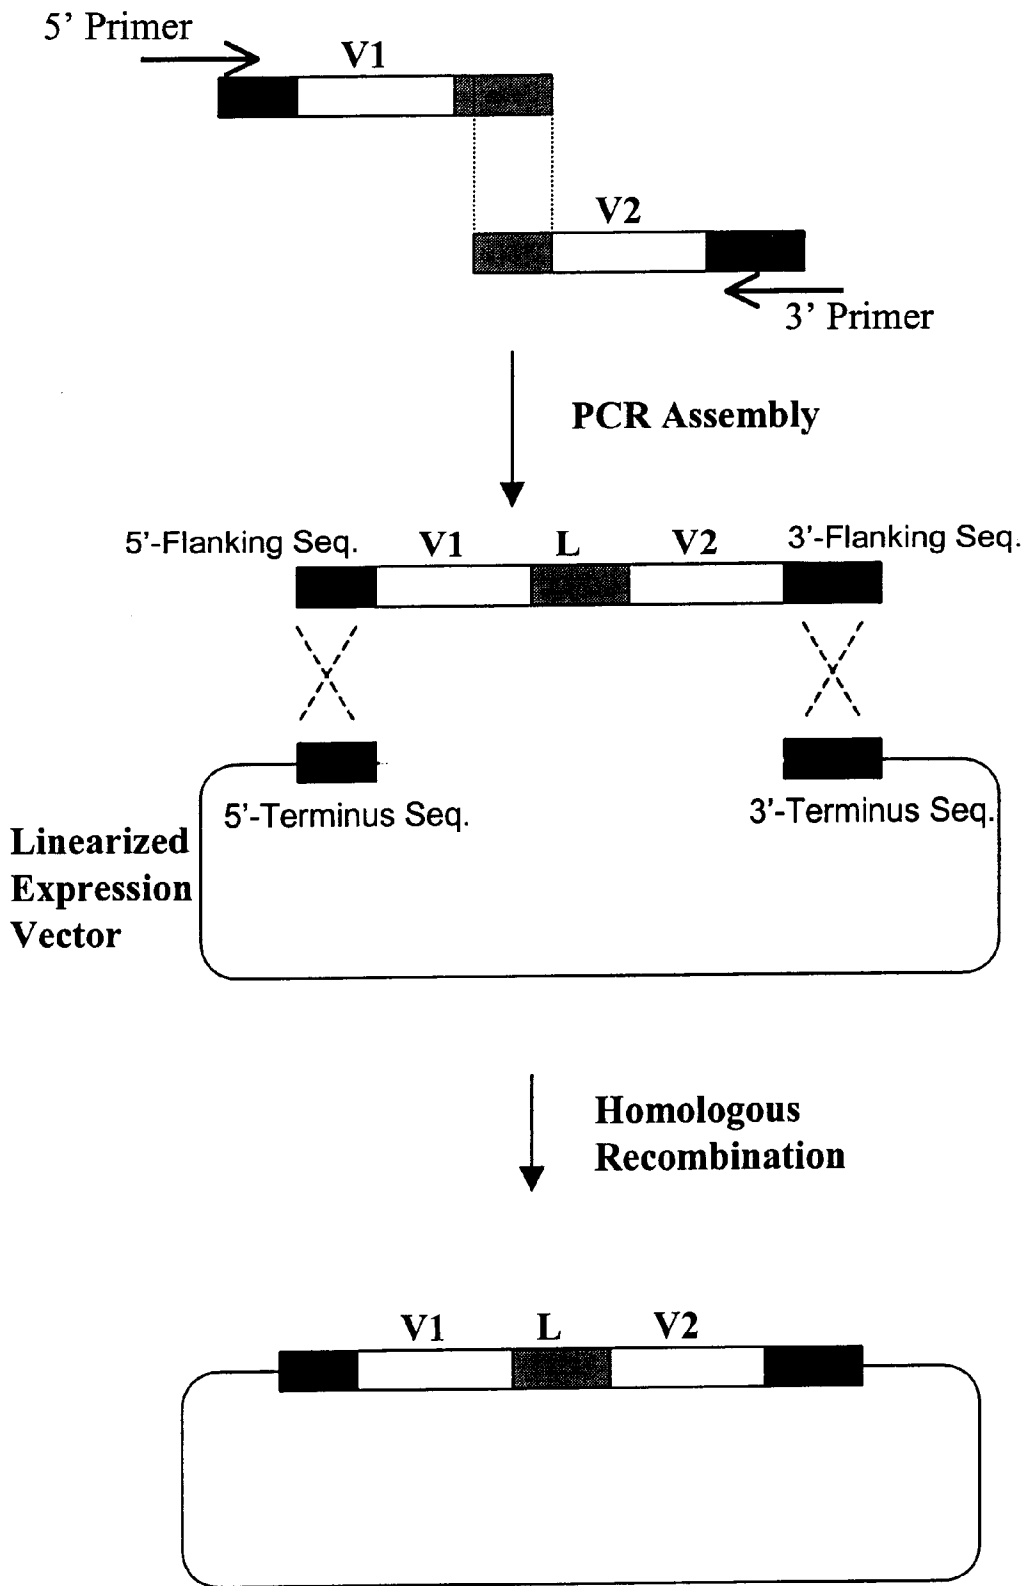 5’ Primer
V1
V2
3’ Primer
PCR Assembly
5’-Flanking Seq.
V1
L
V2
3’-Flanking Seq.
5’-Terminus Seq.
3’-Terminus Seq.
Linearized
Expression
Vector
Homologous
Recombination
V1
L
V2